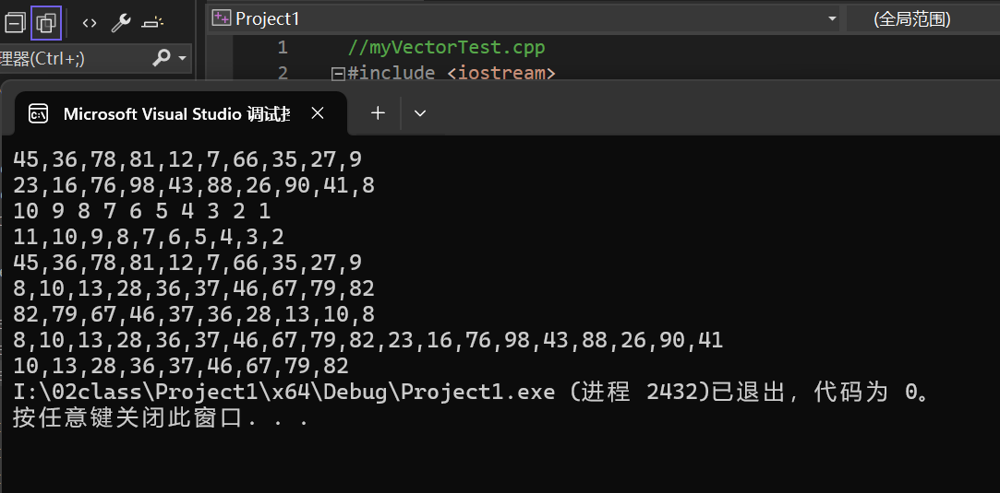 Project1
(全局范围)
理器(Ctrl+;)
1 //myVectorTest.cpp
2 #include <iostream>
Microsoft Visual Studio 调试
45,36,78,81,12,7,66,35,27,9
23,16,76,98,43,88,26,90,41,8
10 9 8 7 6 5 4 3 2 1
11,10,9,8,7,6,5,4,3,2
45,36,78,81,12,7,66,35,27,9
8,10,13,28,36,37,46,67,79,82
82,79,67,46,37,36,28,13,10,8
8,10,13,28,36,37,46,67,79,82,23,16,76,98,43,88,26,90,41
10,13,28,36,37,46,67,79,82
I:\02class\Project1\x64\Debug\Project1.exe (进程 2432)已退出，代码为 0。
按任意键关闭此窗口. . .